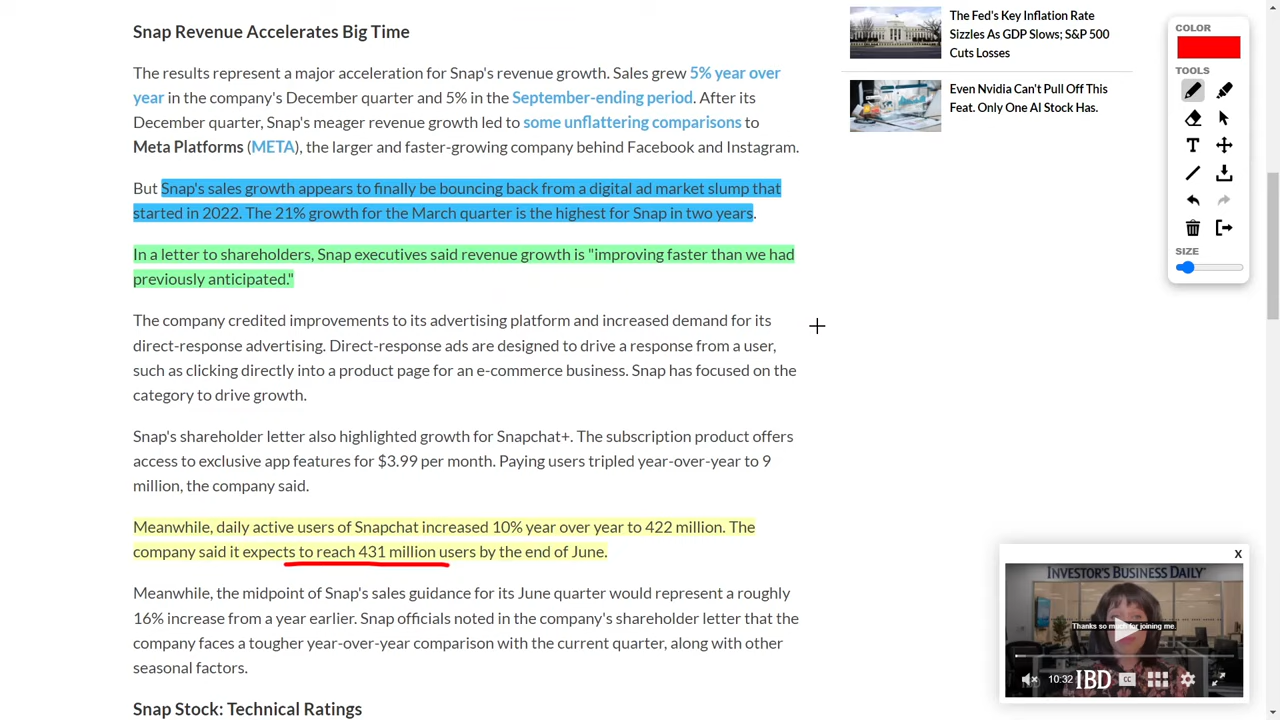 Snap Revenue Accelerates Big Time
The results represent a major acceleration for Snap's revenue growth. Sales grew 5% year over
year in the company's December quarter and 5% in the September-ending period. After its
December quarter, Snap's meager revenue growth led to some unflattering comparisons to
Meta Platforms (META), the larger and faster-growing company behind Facebook and Instagram.
But Snap's sales growth appears to finally be bouncing back from a digital ad market slump that
started in 2022. The 21% growth for the March quarter is the highest for Snap in two years.
In a letter to shareholders, Snap executives said revenue growth is "improving faster than we had
previously anticipated."
The company credited improvements to its advertising platform and increased demand for its
direct-response advertising. Direct-response ads are designed to drive a response from a user,
such as clicking directly into a product page for an e-commerce business. Snap has focused on the
category to drive growth.
Snap's shareholder letter also highlighted growth for Snapchat+. The subscription product offers
access to exclusive app features for $3.99 per month. Paying users tripled year-over-year to 9
million, the company said.
Meanwhile, daily active users of Snapchat increased 10% year over year to 422 million. The
company said it expects to reach 431 million users by the end of June.
Meanwhile, the midpoint of Snap's sales guidance for its June quarter would represent a roughly
16% increase from a year earlier. Snap officials noted in the company's shareholder letter that the
company faces a tougher year-over-year comparison with the current quarter, along with other
seasonal factors.
Snap Stock: Technical Ratings
The Fed's Key Inflation Rate
Sizzles As GDP Slows; S&P 500
Cuts Losses
Even Nvidia Can't Pull Off This
Feat. Only One AI Stock Has.
COLOR
TOOLS
T
SIZE
X
INVESTOR'S BUSINESS DAILY
Thanks so much for joining me.
10:32 IBD CC